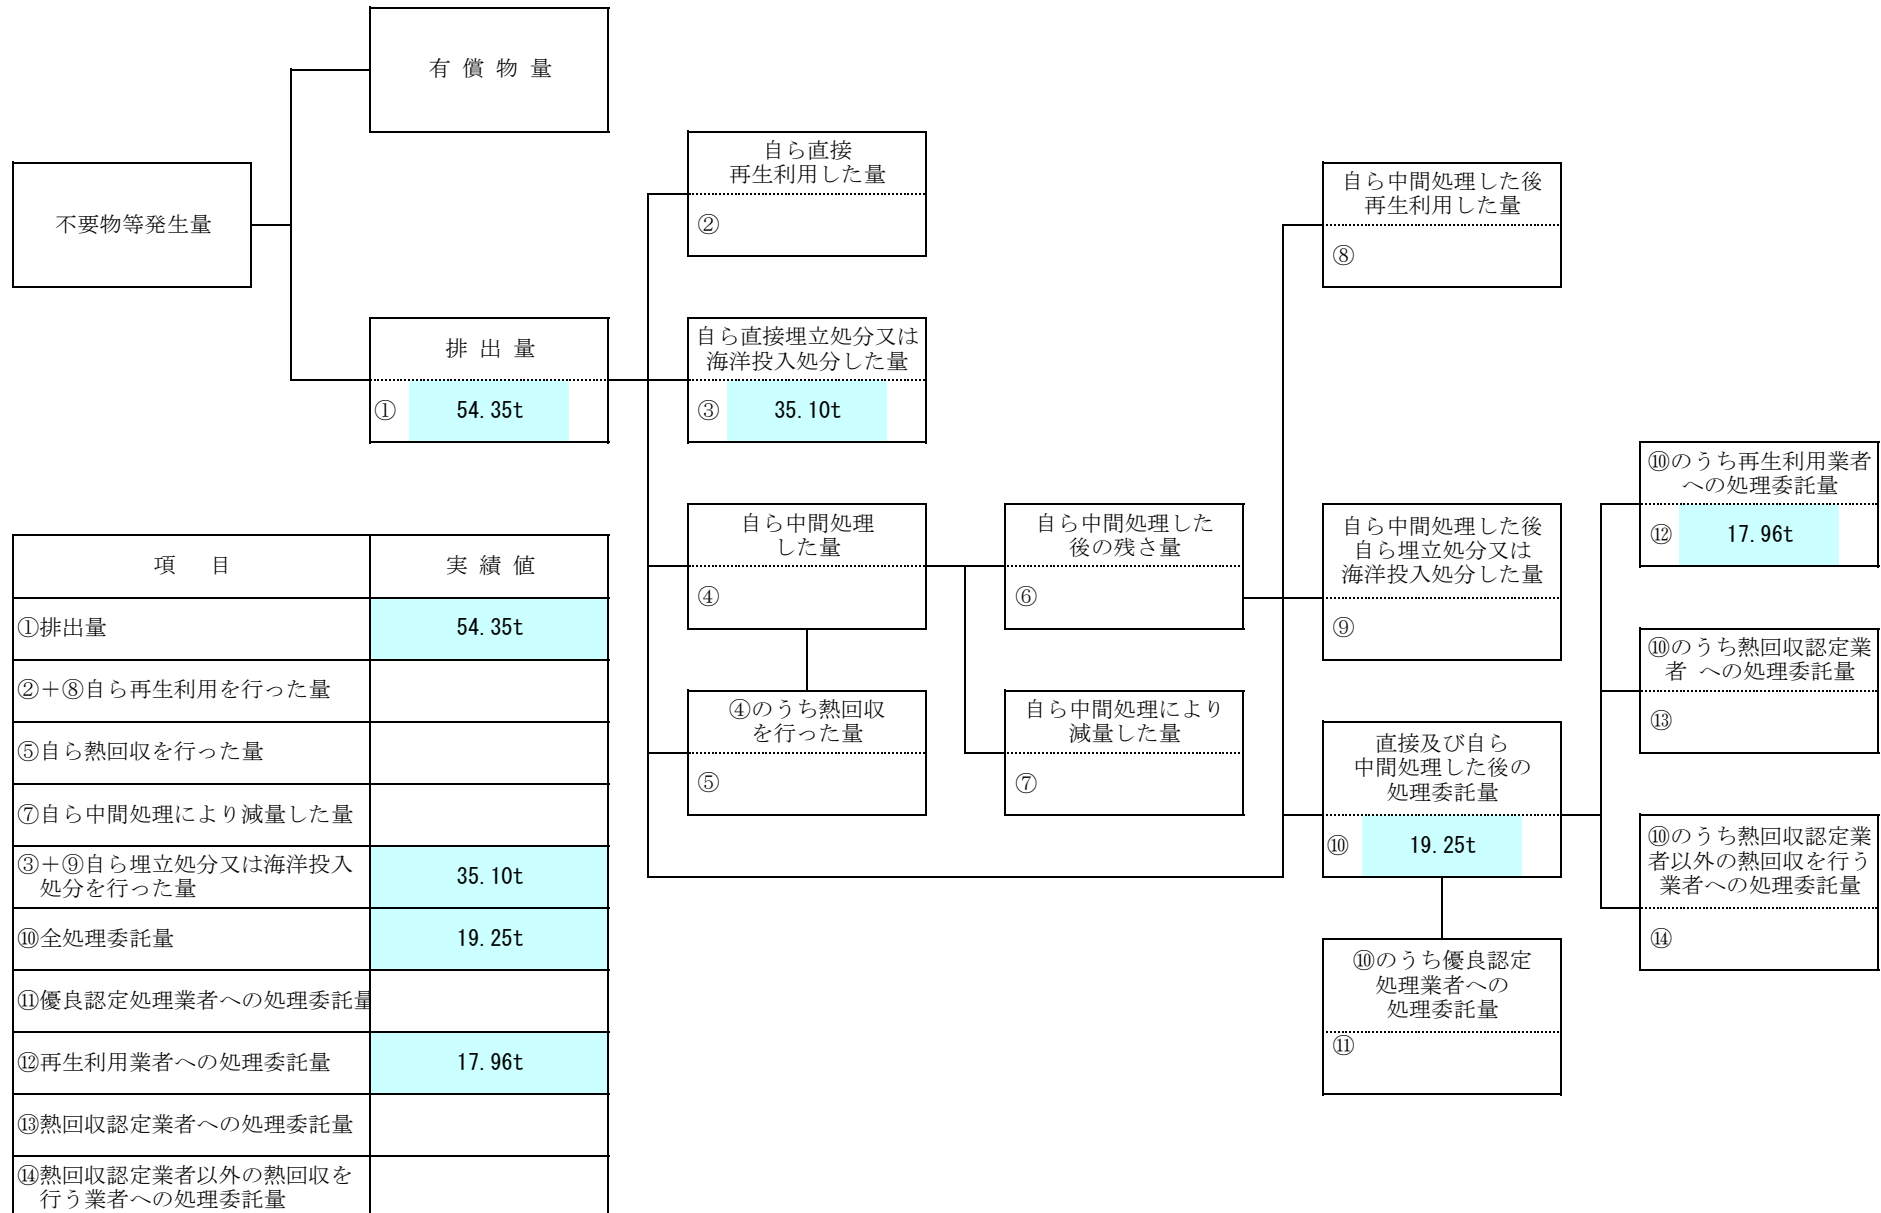 有 償 物 量
不要物等発生量
排 出 量
① 54.35t
自ら直接
再生利用した量
②
自ら直接埋立処分又は
海洋投入処分した量
③ 35.10t
自ら中間処理
した量
④
④のうち熱回収
を行った量
⑤
自ら中間処理した
後の残さ量
⑥
自ら中間処理により
減量した量
⑦
自ら中間処理した後
再生利用した量
⑧
自ら中間処理した後
自ら埋立処分又は
海洋投入処分した量
⑨
直接及び自ら
中間処理した後の
処理委託量
⑩ 19.25t
⑩のうち優良認定
処理業者への
処理委託量
⑪
⑩のうち再生利用業者
への処理委託量
⑫ 17.96t
⑩のうち熱回収認定業
者 への処理委託量
⑬
⑩のうち熱回収認定業
者以外の熱回収を行う
業者への処理委託量
⑭
項 目 実 績 値
①排出量 54.35t
②＋⑧自ら再生利用を行った量
⑤自ら熱回収を行った量
⑦自ら中間処理により減量した量
③＋⑨自ら埋立処分又は海洋投入
処分を行った量 35.10t
⑩全処理委託量 19.25t
⑪優良認定処理業者への処理委託量
⑫再生利用業者への処理委託量 17.96t
⑬熱回収認定業者への処理委託量
⑭熱回収認定業者以外の熱回収を
行う業者への処理委託量